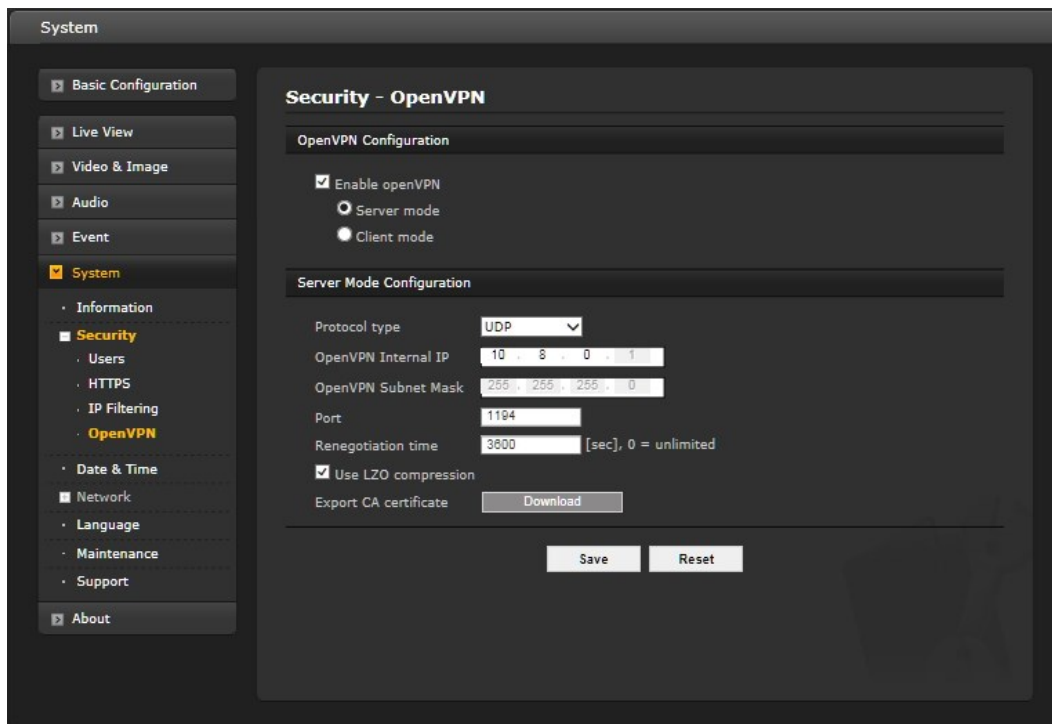 System
Basic Configuration
Live View
Video & Image
Audio
Event
System
Information
Security
Users
HTTPS
IP Filtering
OpenVPN
Date & Time
Network
Language
Maintenance
Support
About
Security - OpenVPN
OpenVPN Configuration
Enable openVPN
Server mode
Client mode
Server Mode Configuration
Protocol type UDP
OpenVPN Internal IP 10 . 8 . 0 . 1
OpenVPN Subnet Mask 255 . 255 . 255 . 0
Port 1194
Renegotiation time 3600 [sec], 0 = unlimited
Use LZO compression
Export CA certificate Download
Save Reset